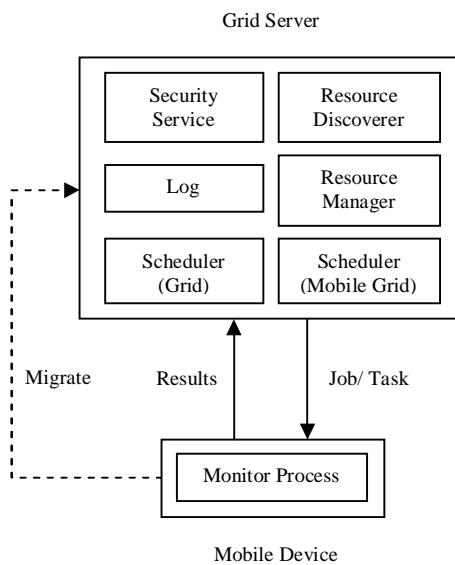 Grid Server
Security
Service
Resource
Discoverer
Log
Resource
Manager
Scheduler
(Grid)
Scheduler
(Mobile Grid)
Migrate
Results
Job/ Task
Monitor Process
Mobile Device